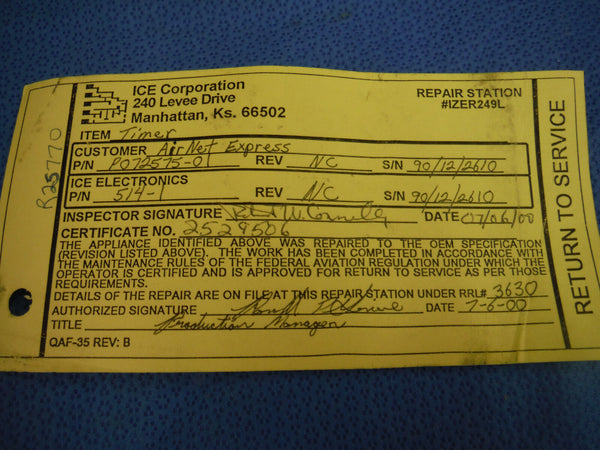 ICE Corporation
240 Levee Drive
Manhattan, Ks. 66502
REPAIR STATION
#IZER249L
ITEM Timer
CUSTOMER AirNet Express
P/N P072575-01 REV N/C S/N 90/12/2610
ICE ELECTRONICS
P/N 514-1 REV N/C S/N 90/12/2610
INSPECTOR SIGNATURE DATE 07/06/00
CERTIFICATE NO. 2529506
THE APPLIANCE IDENTIFIED ABOVE WAS REPAIRED TO THE OEM SPECIFICATION
(REVISION LISTED ABOVE). THE WORK HAS BEEN COMPLETED IN ACCORDANCE WITH
THE MAINTENANCE RULES OF THE FEDERAL AVIATION REGULATION UNDER WHICH THE
OPERATOR IS CERTIFIED AND IS APPROVED FOR RETURN TO SERVICE AS PER THOSE
REQUIREMENTS.
DETAILS OF THE REPAIR ARE ON FILE AT THIS REPAIR STATION UNDER RRL# 3630
AUTHORIZED SIGNATURE DATE 7-6-00
TITLE Production Manager
QAF-35 REV: B
RETURN TO SERVICE
R25770